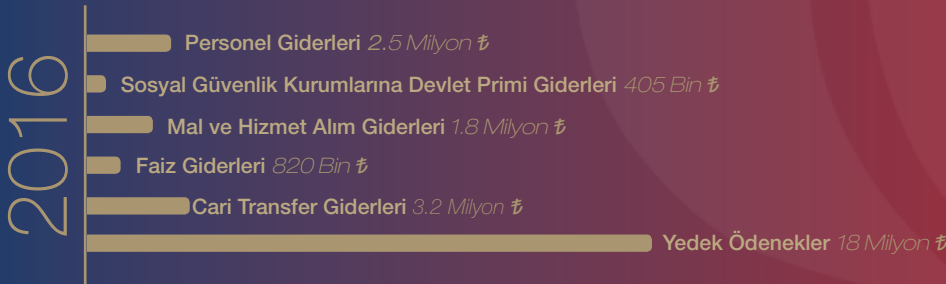 2016
Personel Giderleri 2.5 Milyon ₺
Sosyal Güvenlik Kurumlarına Devlet Primi Giderleri 405 Bin ₺
Mal ve Hizmet Alım Giderleri 1.8 Milyon ₺
Faiz Giderleri 820 Bin ₺
Cari Transfer Giderleri 3.2 Milyon ₺
Yedek Ödenekler 18 Milyon ₺